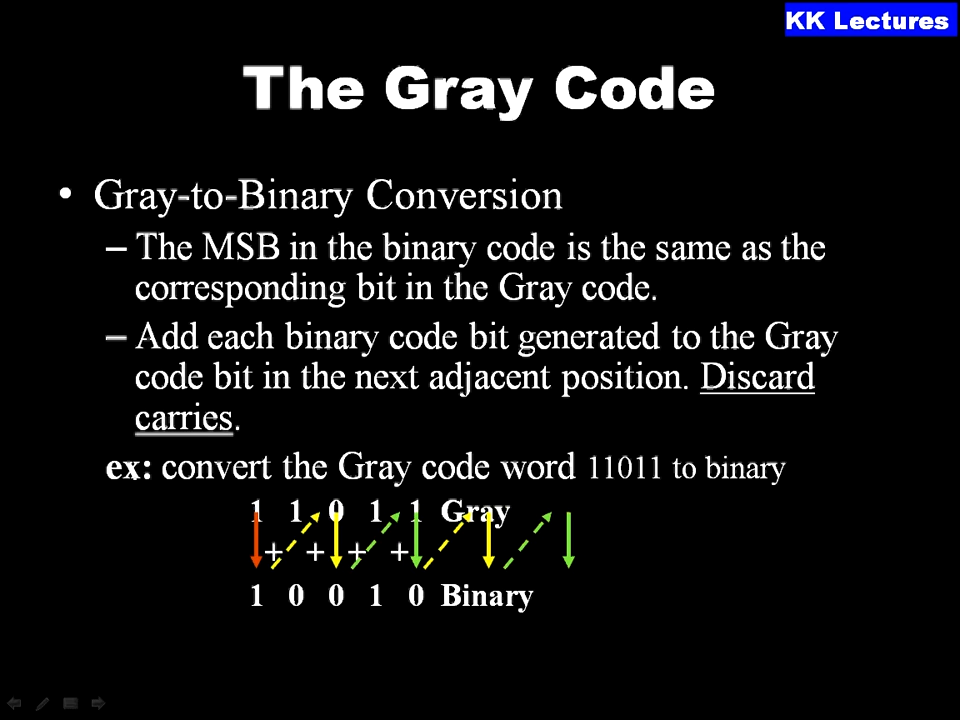 KK Lectures
The Gray Code
• Gray-to-Binary Conversion
– The MSB in the binary code is the same as the
corresponding bit in the Gray code.
– Add each binary code bit generated to the Gray
code bit in the next adjacent position. Discard
carries.
ex: convert the Gray code word 11011 to binary
1 1 0 1 1 Gray
+ + + +
1 0 0 1 0 Binary